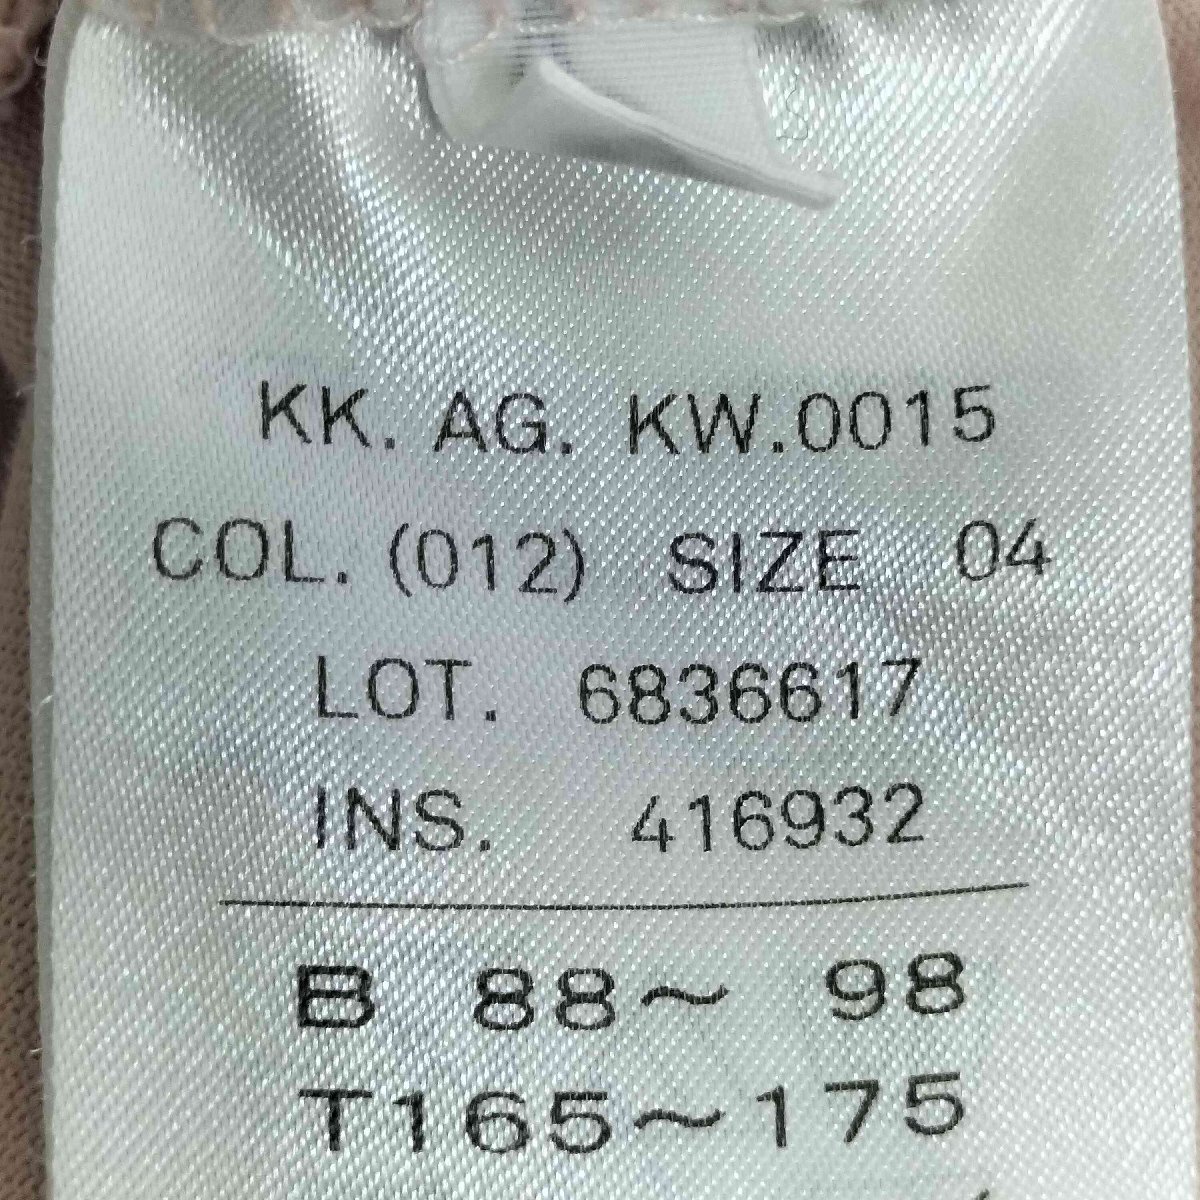 KK. AG. KW.0015
COL. (012) SIZE 04
LOT. 6836617
INS. 416932
B 88～ 98
T165～175